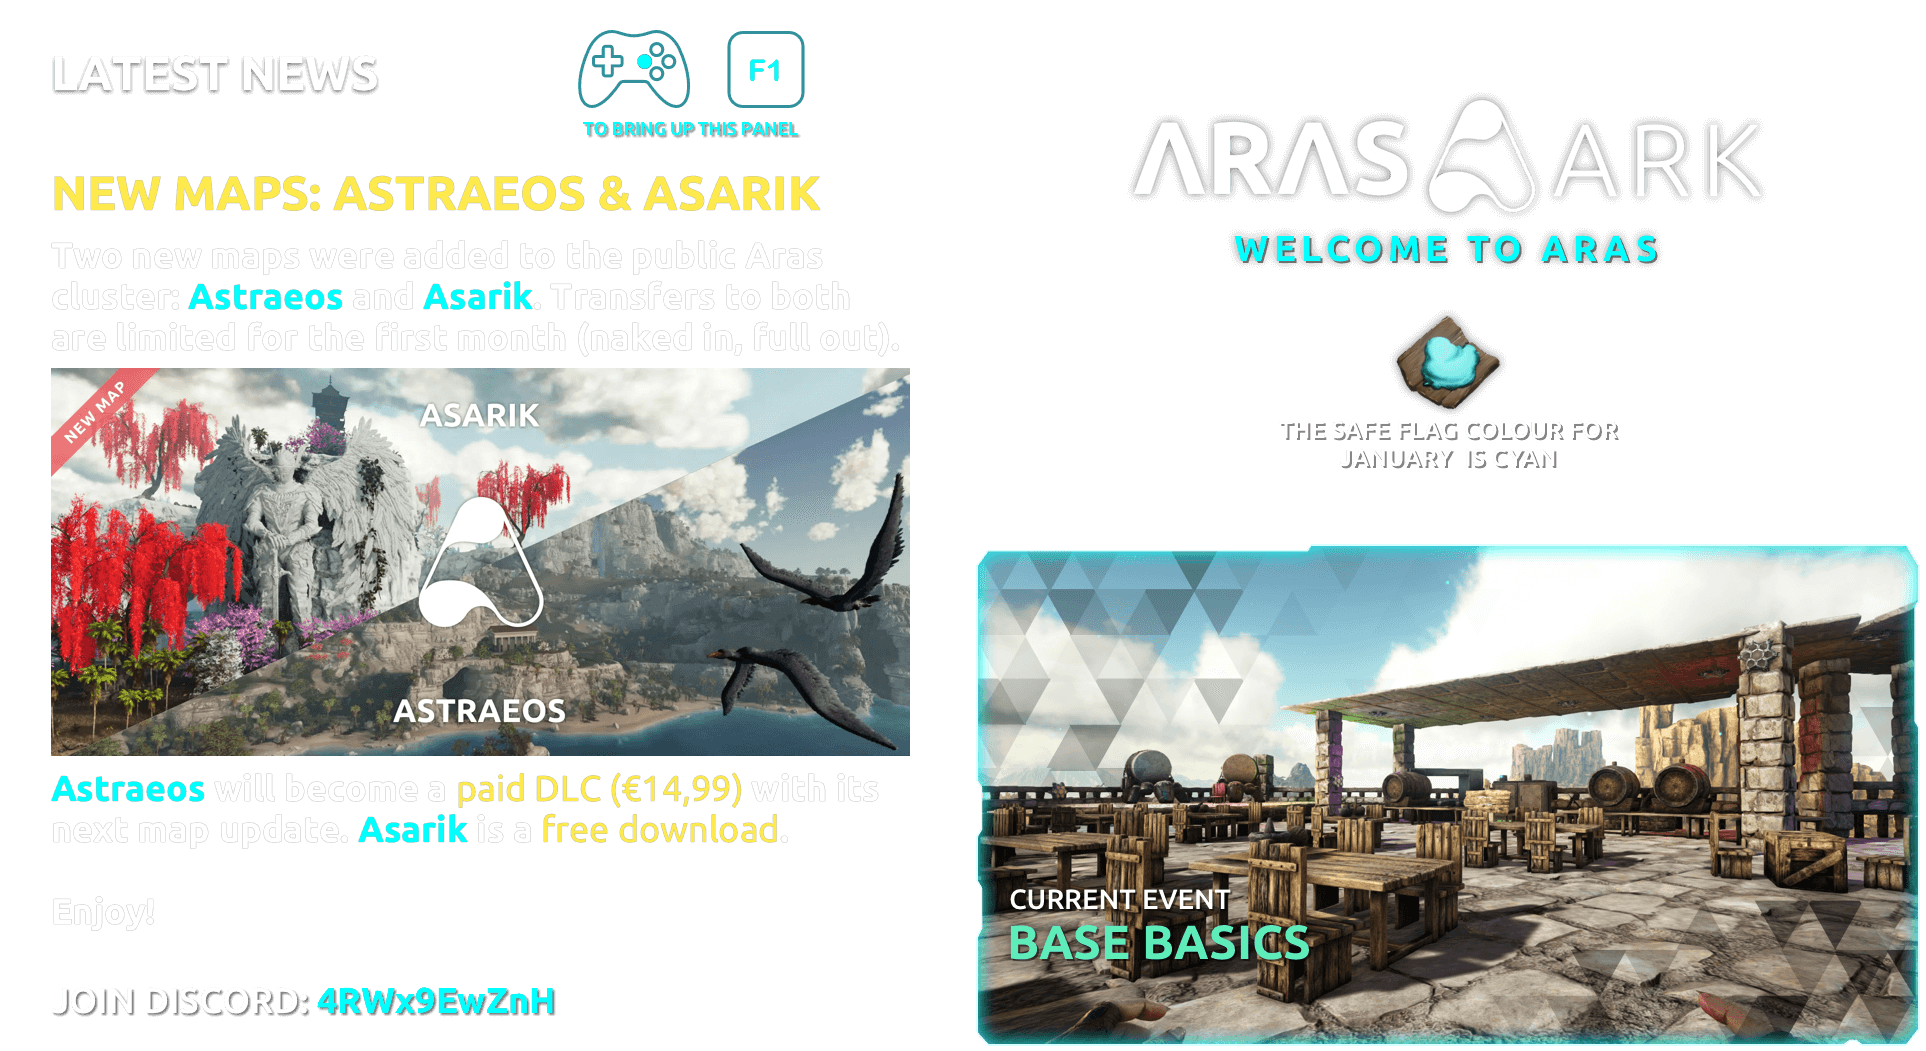 LATEST NEWS
F1
TO BRING UP THIS PANEL
NEW MAPS: ASTRAEOS & ASARIK
Two new maps were added to the public Aras
cluster: Astraeos and Asarik. Transfers to both
are limited for the first month (naked in, full out).
NEW MAP
ASARIK
ASTRAEOS
Astraeos will become a paid DLC (€14,99) with its
next map update. Asarik is a free download.
Enjoy!
JOIN DISCORD: 4RWx9EwZnH
ARAS ARK
WELCOME TO ARAS
THE SAFE FLAG COLOUR FOR
JANUARY IS CYAN
CURRENT EVENT
BASE BASICS